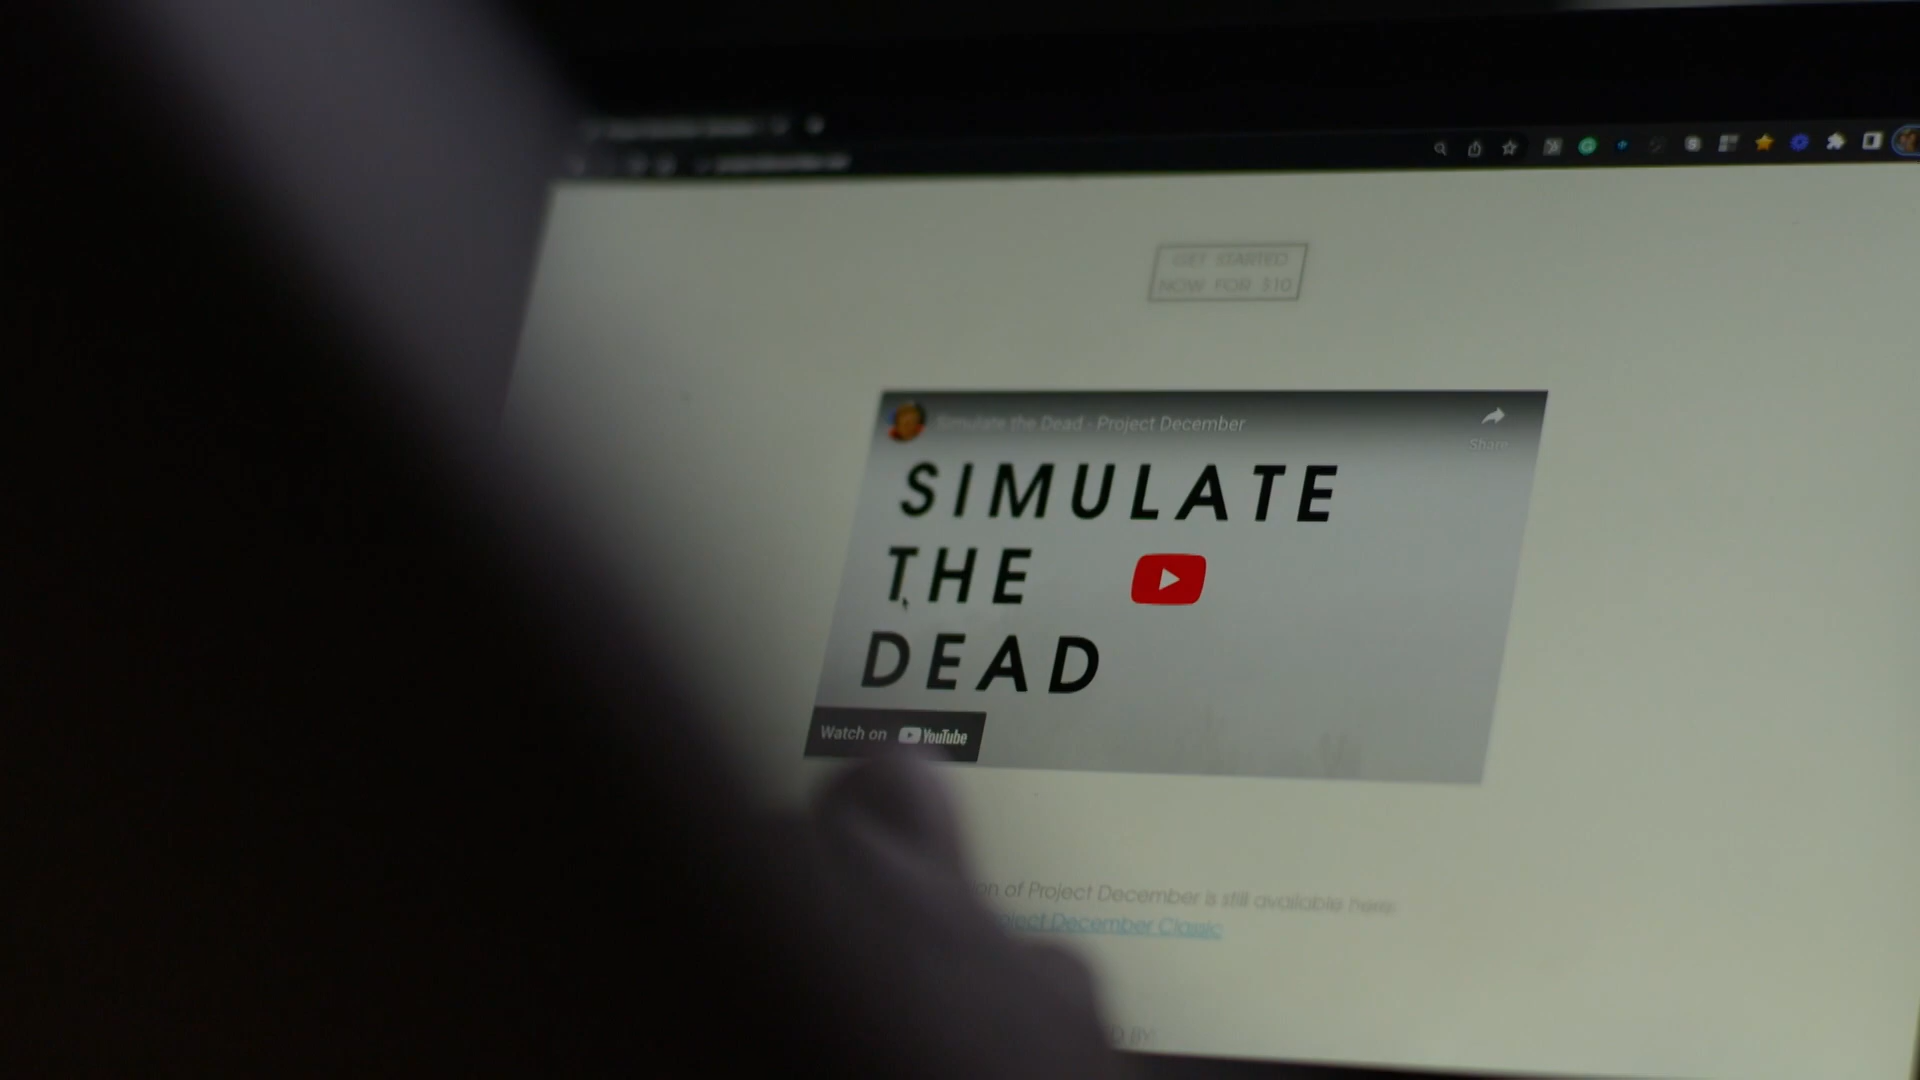 GET STARTED
NOW FOR $10
Simulate the Dead - Project December
Share
SIMULATE
THE
DEAD
Watch on YouTube
of Project December is still available here:
December Classic